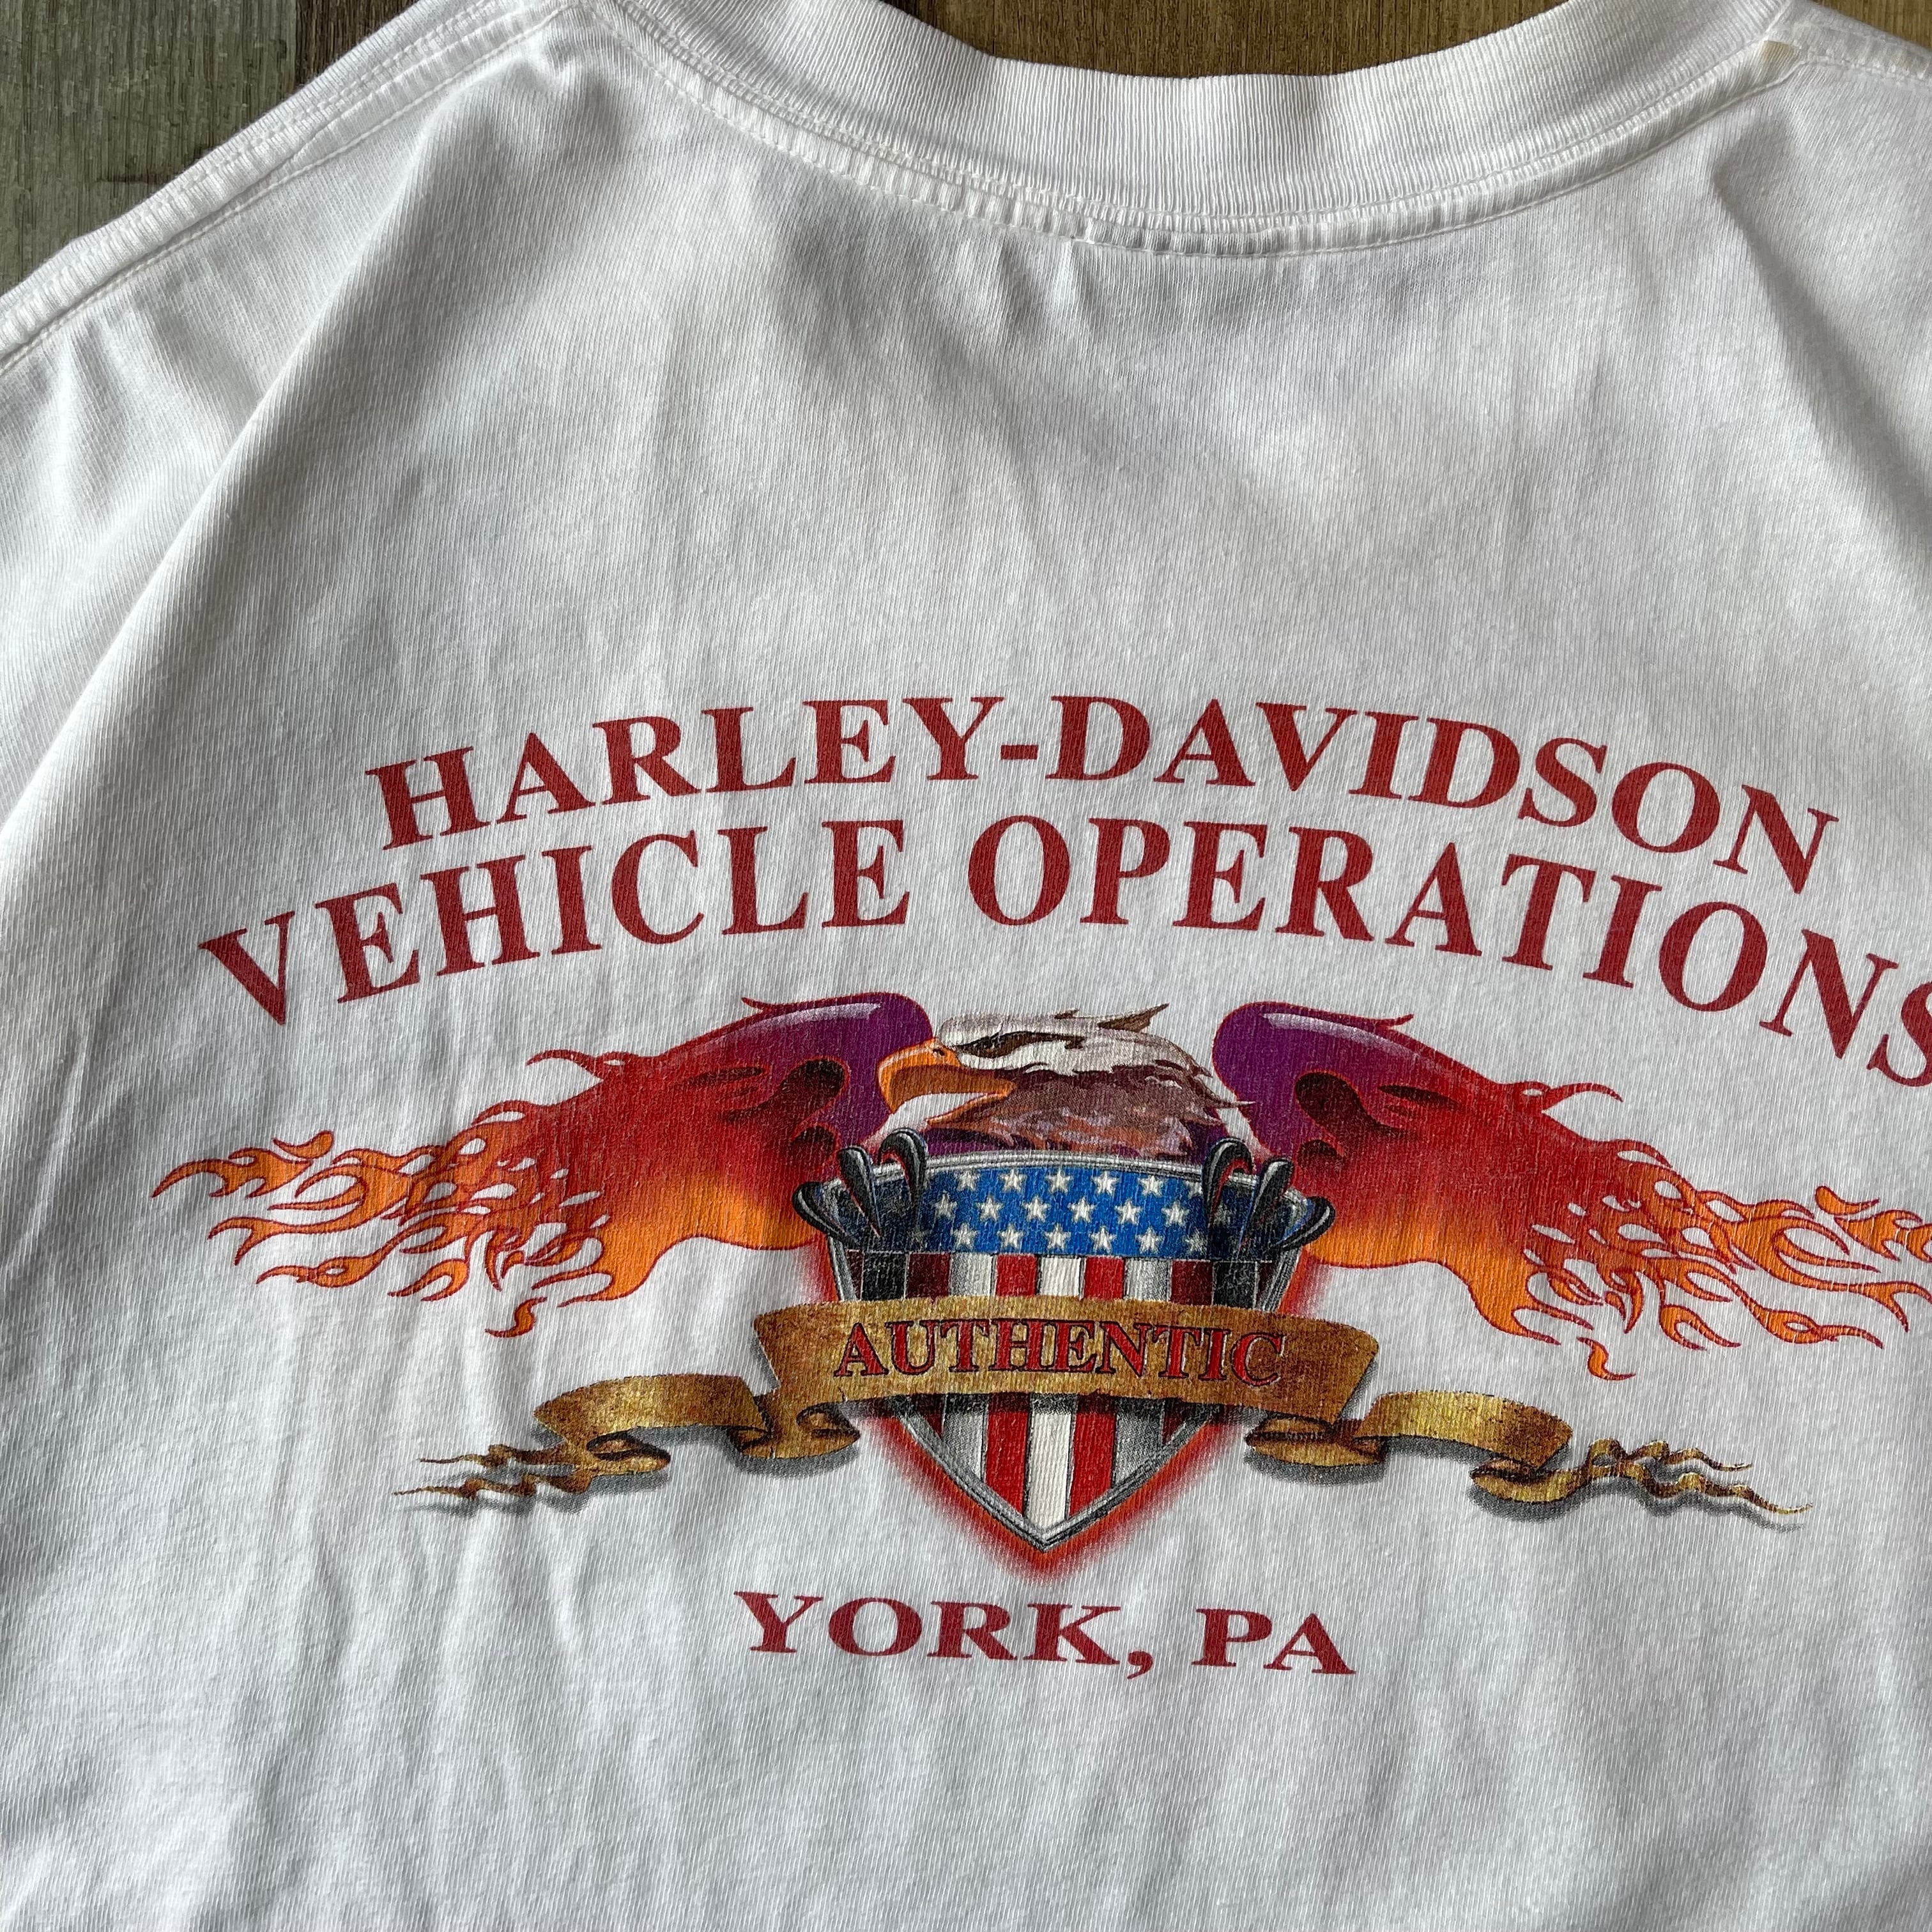 HARLEY-DAVIDSON
VEHICLE OPERATIONS
AUTHENTIC
YORK, PA